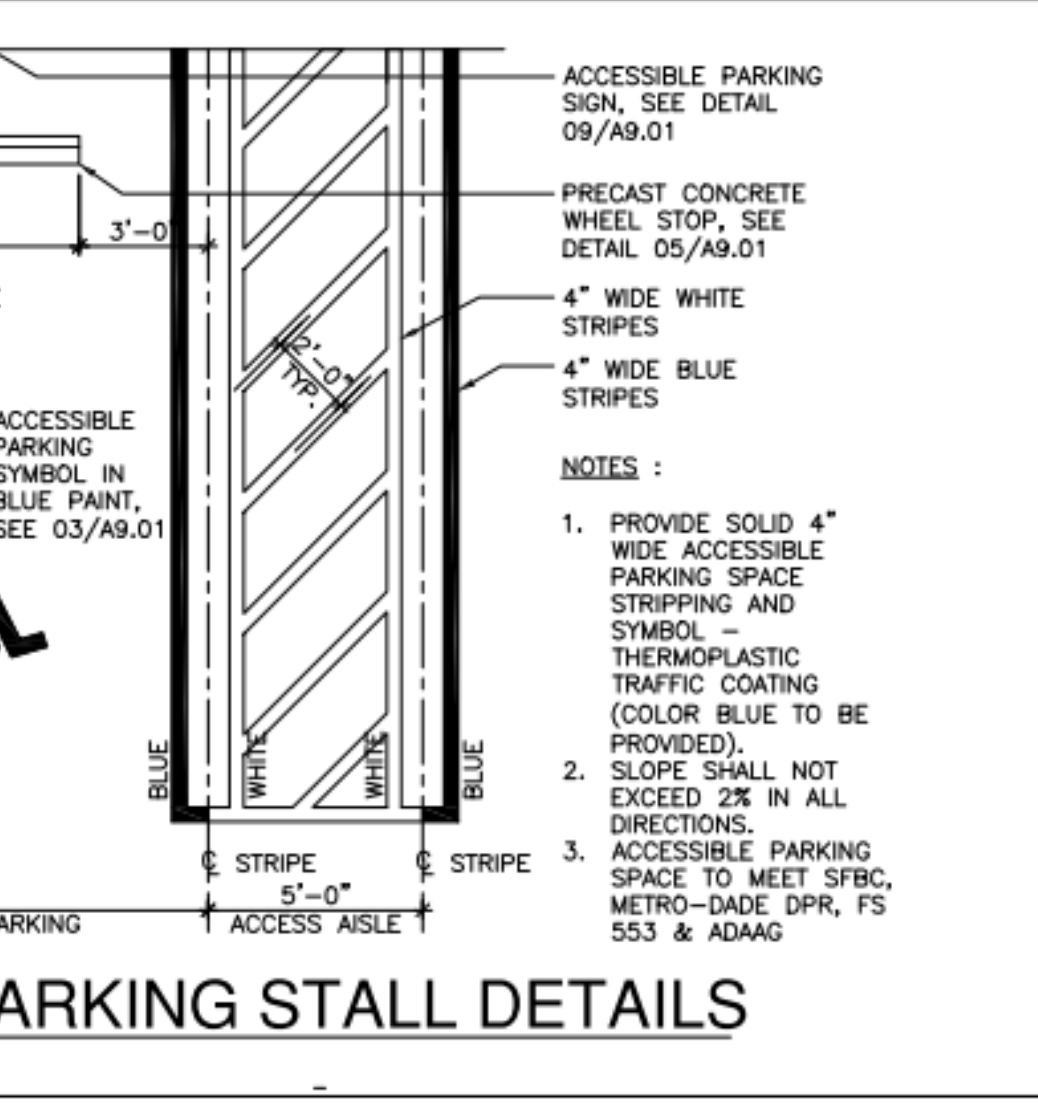 ACCESSIBLE PARKING
SIGN, SEE DETAIL
09/A9.01
PRECAST CONCRETE
WHEEL STOP, SEE
DETAIL 05/A9.01
3'-0"
4" WIDE WHITE
STRIPES
4" WIDE BLUE
STRIPES
2'-0"
TYP.
ACCESSIBLE
PARKING
SYMBOL IN
BLUE PAINT,
SEE 03/A9.01
NOTES :
1. PROVIDE SOLID 4"
WIDE ACCESSIBLE
PARKING SPACE
STRIPPING AND
SYMBOL –
THERMOPLASTIC
TRAFFIC COATING
(COLOR BLUE TO BE
PROVIDED).
2. SLOPE SHALL NOT
EXCEED 2% IN ALL
DIRECTIONS.
3. ACCESSIBLE PARKING
SPACE TO MEET SFBC,
METRO-DADE DPR, FS
553 & ADAAG
BLUE
WHITE
WHITE
BLUE
℄ STRIPE
℄ STRIPE
5'-0"
ARKING
ACCESS AISLE
ARKING STALL DETAILS